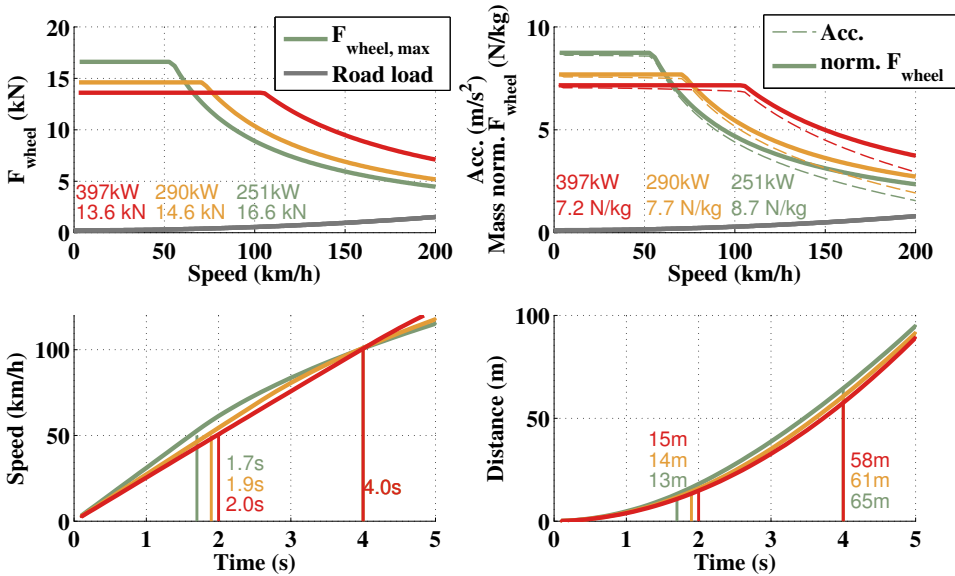 F_wheel (kN)
20
15
10
5
0
F_wheel, max
Road load
397kW 290kW 251kW
13.6 kN 14.6 kN 16.6 kN
0 50 100 150 200
Speed (km/h)
Acc. (m/s²)
Mass norm. F_wheel (N/kg)
10
5
0
Acc.
norm. F_wheel
397kW 290kW 251kW
7.2 N/kg 7.7 N/kg 8.7 N/kg
0 50 100 150 200
Speed (km/h)
Speed (km/h)
100
50
0
1.7s
1.9s
2.0s
4.0s
0 1 2 3 4 5
Time (s)
Distance (m)
100
50
0
15m
14m
13m
58m
61m
65m
0 1 2 3 4 5
Time (s)